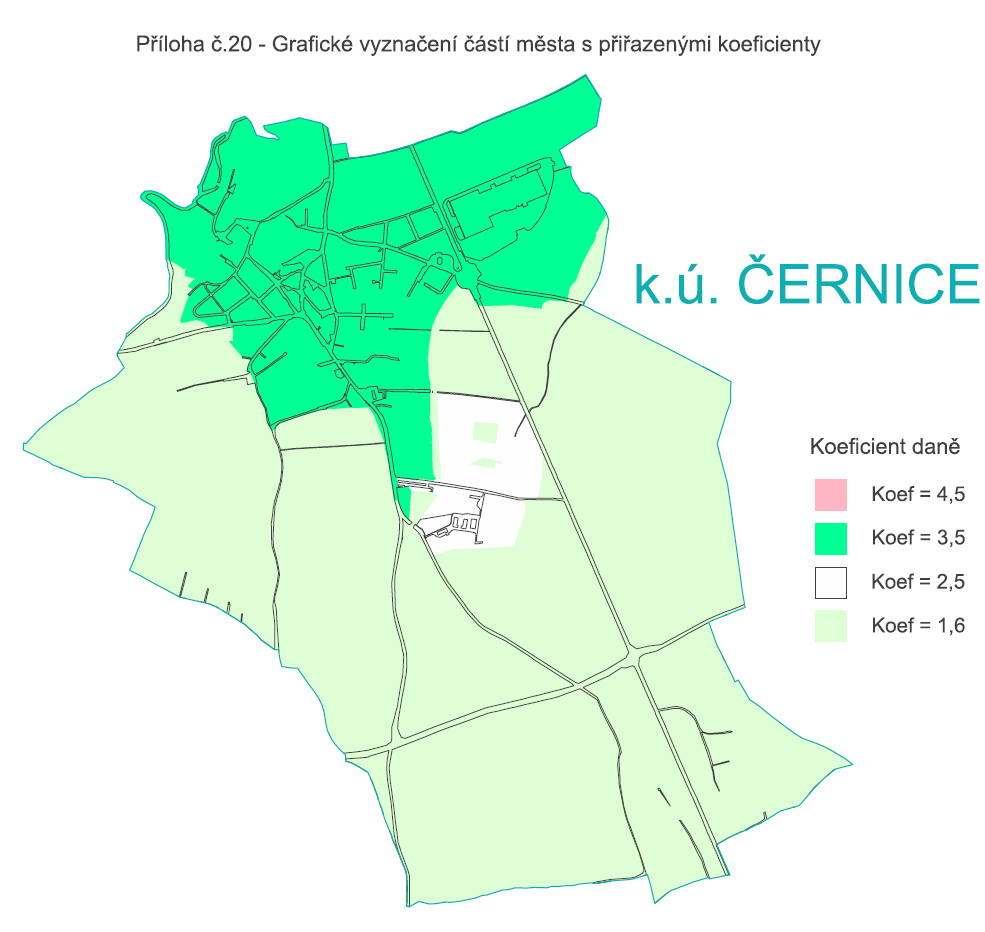 Příloha č.20 - Grafické vyznačení částí města s přiřazenými koeficienty
k.ú. ČERNICE
Koeficient daně
Koef = 4,5
Koef = 3,5
Koef = 2,5
Koef = 1,6